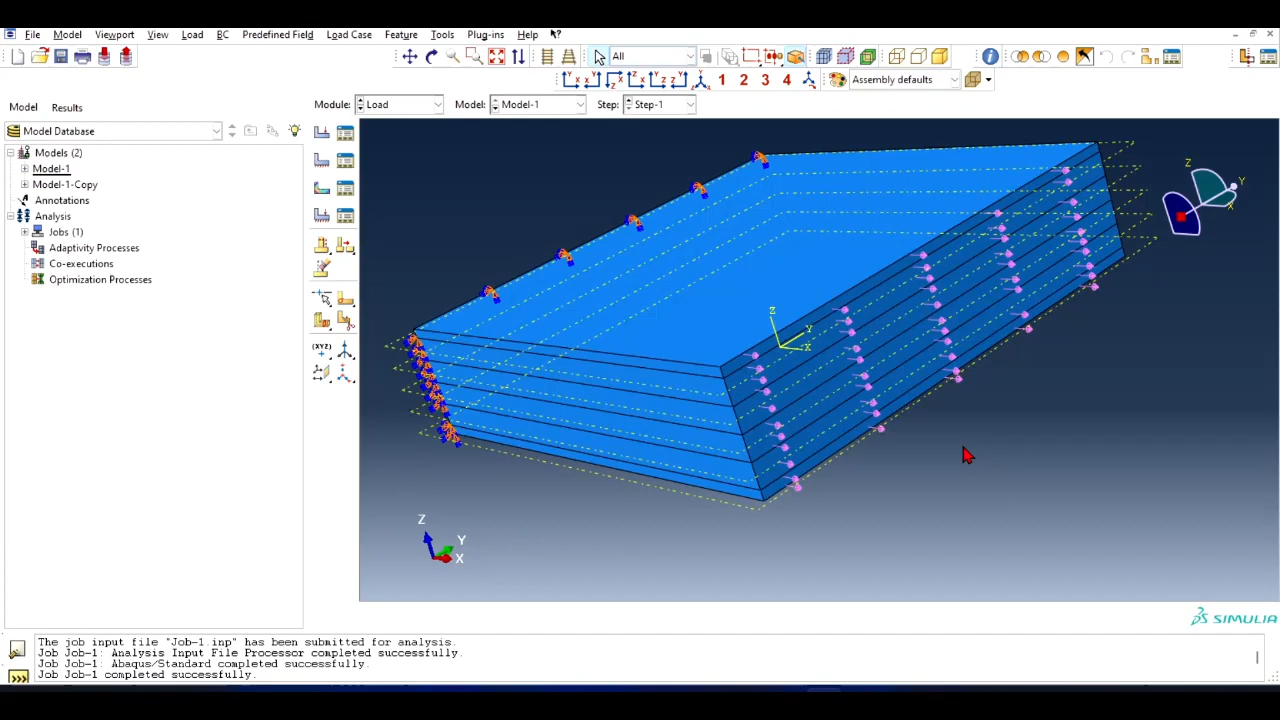 File Model Viewport View Load BC Predefined Field Load Case Feature Tools Plug-ins Help
All
1 2 3 4 Assembly defaults
Model Results
Module: Load Model: Model-1 Step: Step-1
Model Database
Models (2)
Model-1
Model-1-Copy
Annotations
Analysis
Jobs (1)
Adaptivity Processes
Co-executions
Optimization Processes
(XYZ)
Z
Y
X
Z
Y
X
Z
Y
X
SIMULIA
The job input file "Job-1.inp" has been submitted for analysis.
Job Job-1: Analysis Input File Processor completed successfully.
Job Job-1: Abaqus/Standard completed successfully.
Job Job-1 completed successfully.
>>>